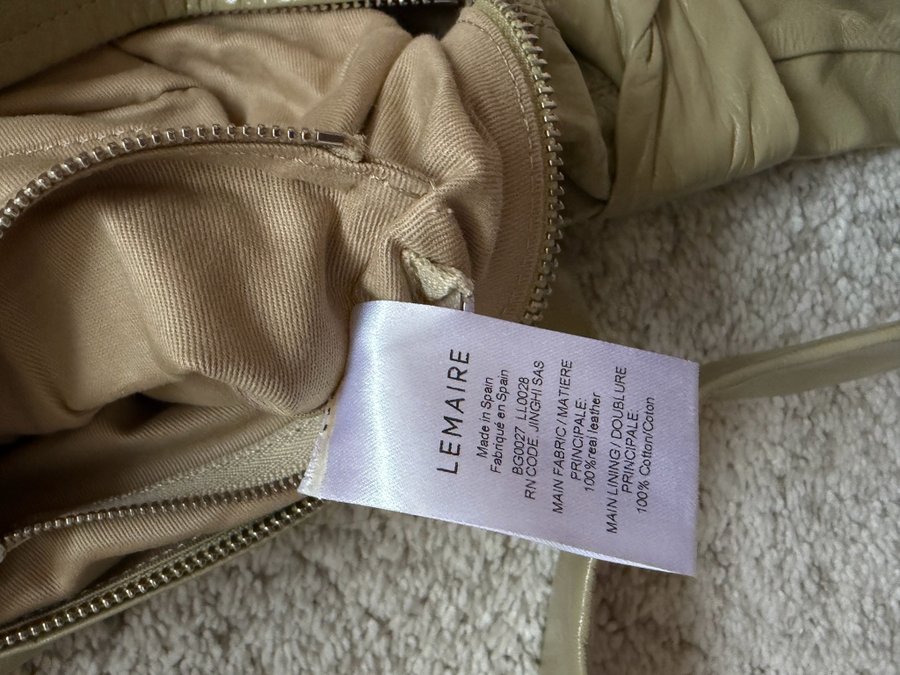 LEMAIRE
Made in Spain
Fabriqué en Spain
BG0027 LL0028
RN CODE: JINGHI SAS
MAIN FABRIC / MATIERE
PRINCIPALE:
100%real leather
MAIN LINING / DOUBLURE
PRINCIPALE:
100% Cotton/Coton